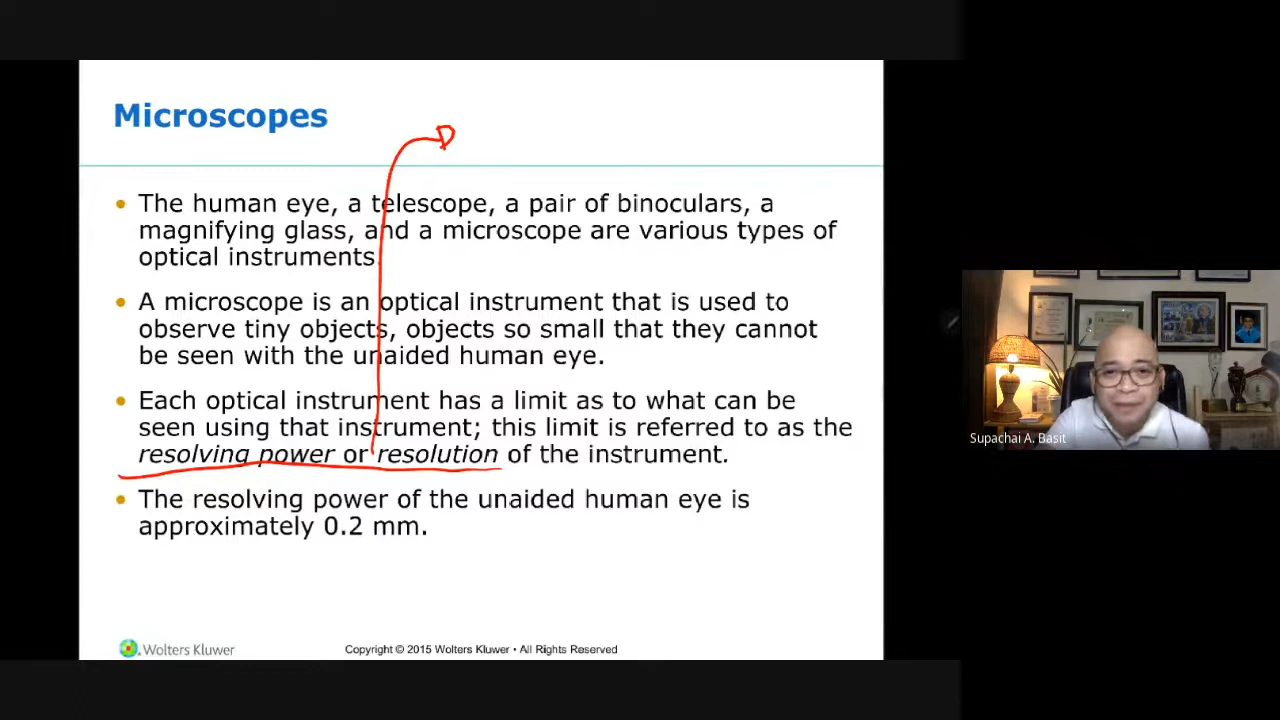 Microscopes
• The human eye, a telescope, a pair of binoculars, a
magnifying glass, and a microscope are various types of
optical instruments.
• A microscope is an optical instrument that is used to
observe tiny objects, objects so small that they cannot
be seen with the unaided human eye.
• Each optical instrument has a limit as to what can be
seen using that instrument; this limit is referred to as the
resolving power or resolution of the instrument.
• The resolving power of the unaided human eye is
approximately 0.2 mm.
Wolters Kluwer
Copyright © 2015 Wolters Kluwer • All Rights Reserved
Supachai A. Basit